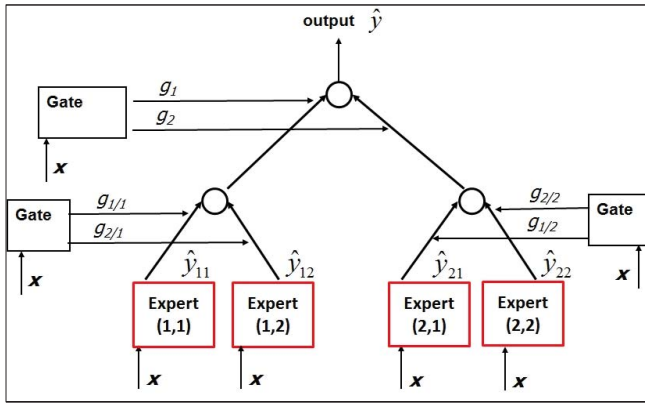 output ŷ
g1
Gate
g2
x
g1/1
g2/2
Gate
g2/1
g1/2
Gate
x
x
ŷ11
ŷ12
ŷ21
ŷ22
Expert
(1,1)
Expert
(1,2)
Expert
(2,1)
Expert
(2,2)
x
x
x
x